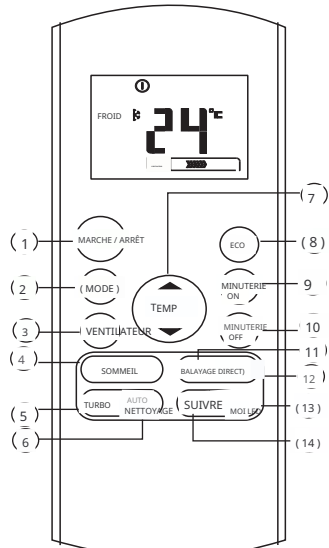 FROID 24°c
(7)
(1) MARCHE / ARRÊT
ECO (8)
(2) (MODE)
TEMP
MINUTERIE ON 9
(3) (VENTILATEUR
MINUTERIE OFF 10
(4)
11
SOMMEIL
BALAYAGE DIRECT)
12
(5) TURBO AUTO NETTOYAGE
SUIVRE MOI LED (13)
(6)
(14)